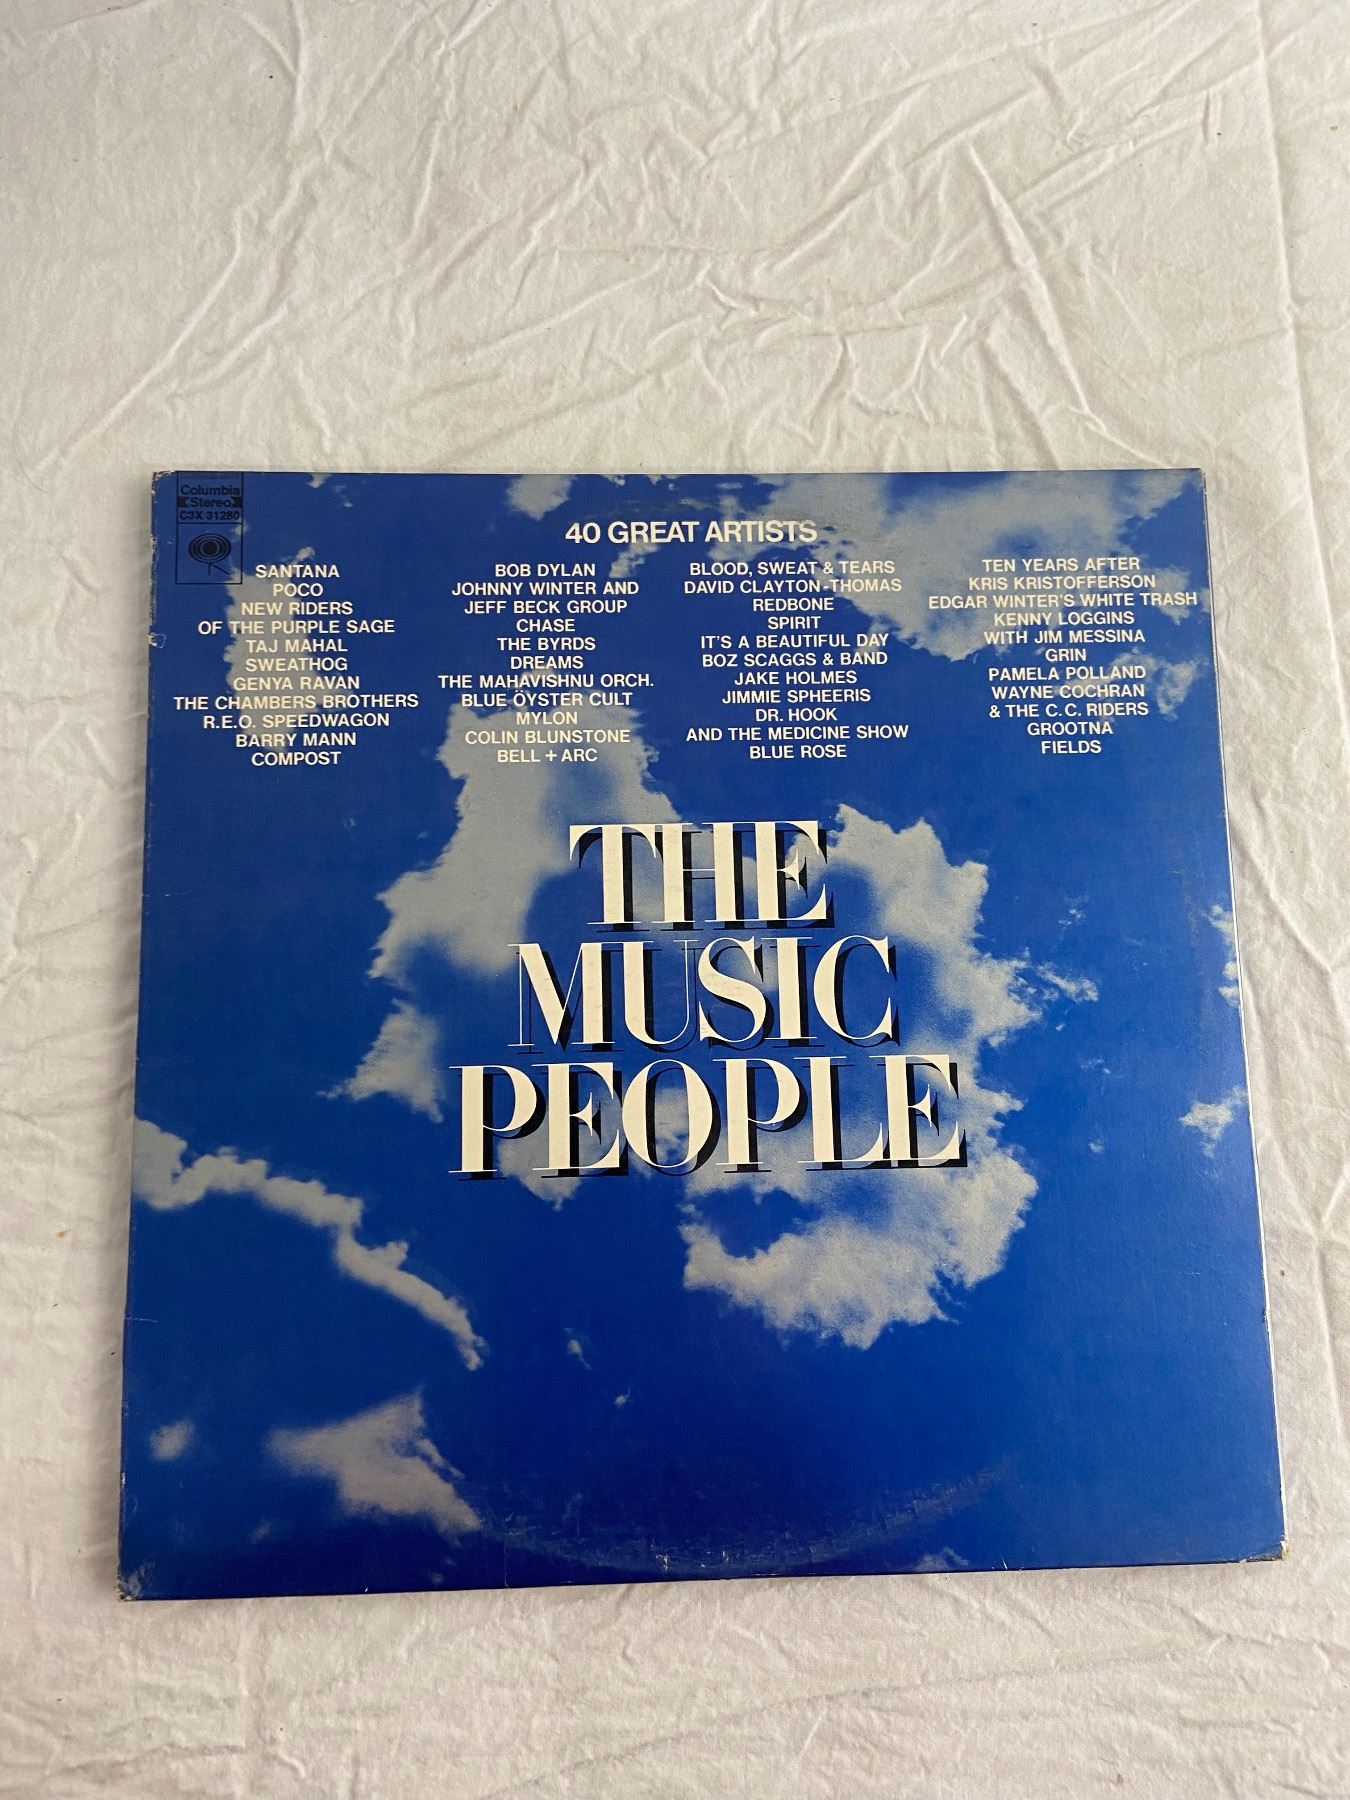 Columbia
Stereo
C3X 31280
40 GREAT ARTISTS
SANTANA
POCO
NEW RIDERS
OF THE PURPLE SAGE
TAJ MAHAL
SWEATHOG
GENYA RAVAN
THE CHAMBERS BROTHERS
R.E.O. SPEEDWAGON
BARRY MANN
COMPOST
BOB DYLAN
JOHNNY WINTER AND
JEFF BECK GROUP
CHASE
THE BYRDS
DREAMS
THE MAHAVISHNU ORCH.
BLUE ÖYSTER CULT
MYLON
COLIN BLUNSTONE
BELL + ARC
BLOOD, SWEAT & TEARS
DAVID CLAYTON-THOMAS
REDBONE
SPIRIT
IT'S A BEAUTIFUL DAY
BOZ SCAGGS & BAND
JAKE HOLMES
JIMMIE SPHEERIS
DR. HOOK
AND THE MEDICINE SHOW
BLUE ROSE
TEN YEARS AFTER
KRIS KRISTOFFERSON
EDGAR WINTER'S WHITE TRASH
KENNY LOGGINS
WITH JIM MESSINA
GRIN
PAMELA POLLAND
WAYNE COCHRAN
& THE C.C. RIDERS
GROOTNA
FIELDS
THE
MUSIC
PEOPLE